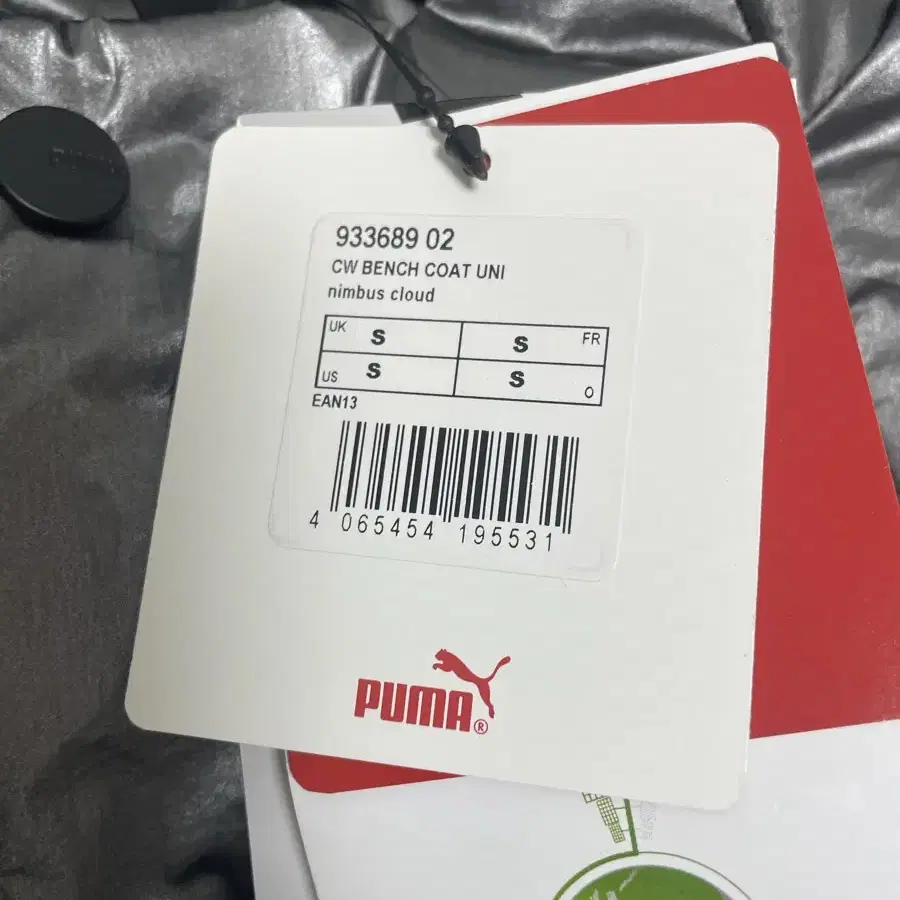 933689 02
CW BENCH COAT UNI
nimbus cloud
UK S S FR
US S S O
EAN13
4 065454 195531
PUMA®